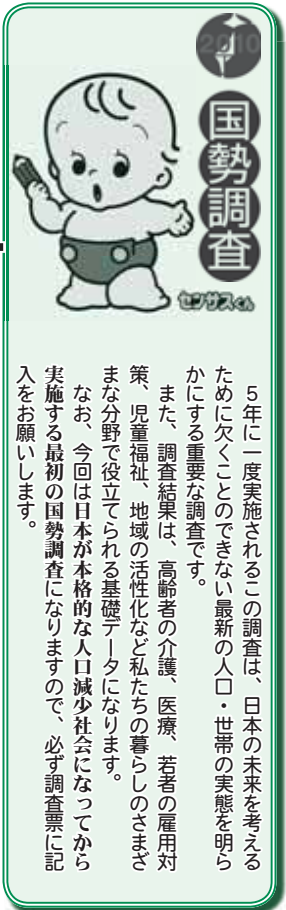 2010
国勢調査
センサスくん
５年に一度実施されるこの調査は、日本の未来を考える
ために欠くことのできない最新の人口・世帯の実態を明ら
かにする重要な調査です。
また、調査結果は、高齢者の介護、医療、若者の雇用対
策、児童福祉、地域の活性化など私たちの暮らしのさまざ
まな分野で役立てられる基礎データになります。
なお、今回は日本が本格的な人口減少社会になってから
実施する最初の国勢調査になりますので、必ず調査票に記
入をお願いします。